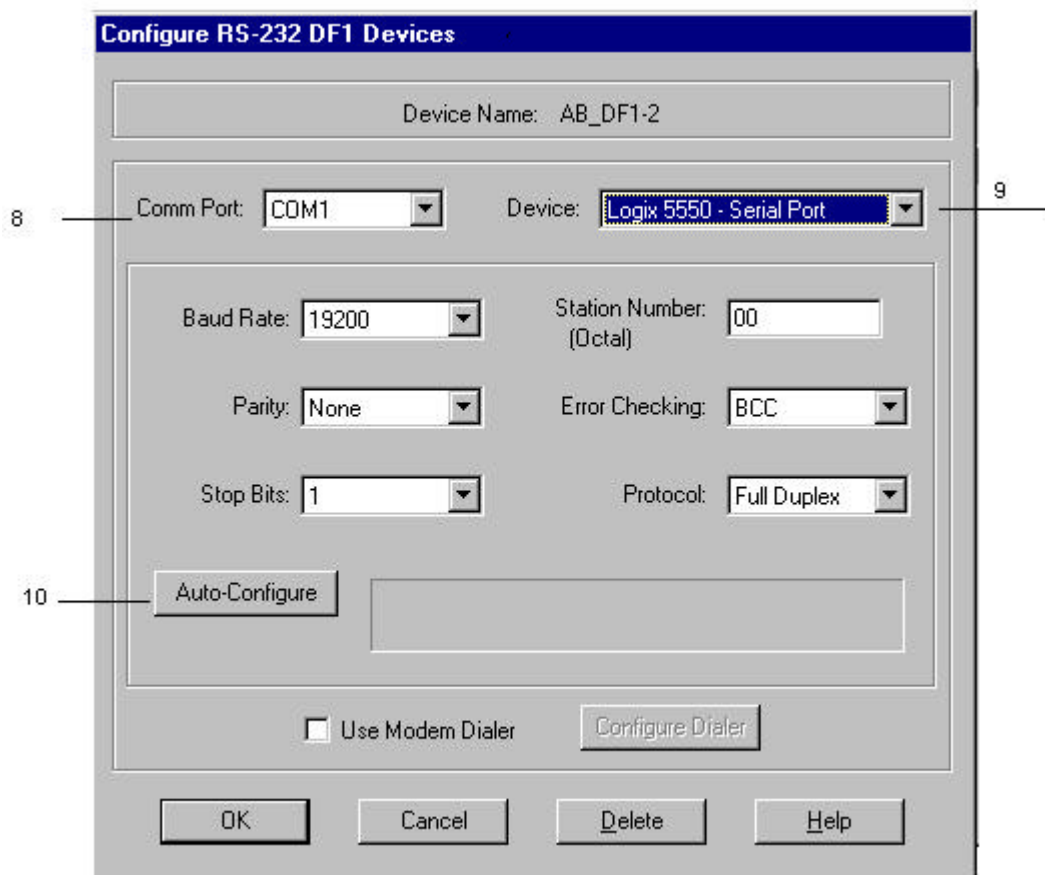 Configure RS-232 DF1 Devices
Device Name: AB_DF1-2
8
Comm Port: COM1
Device: Logix 5550 - Serial Port
9
Baud Rate: 19200
Station Number: 00
(Octal)
Parity: None
Error Checking: BCC
Stop Bits: 1
Protocol: Full Duplex
10
Auto-Configure
Use Modem Dialer
Configure Dialer
OK
Cancel
Delete
Help